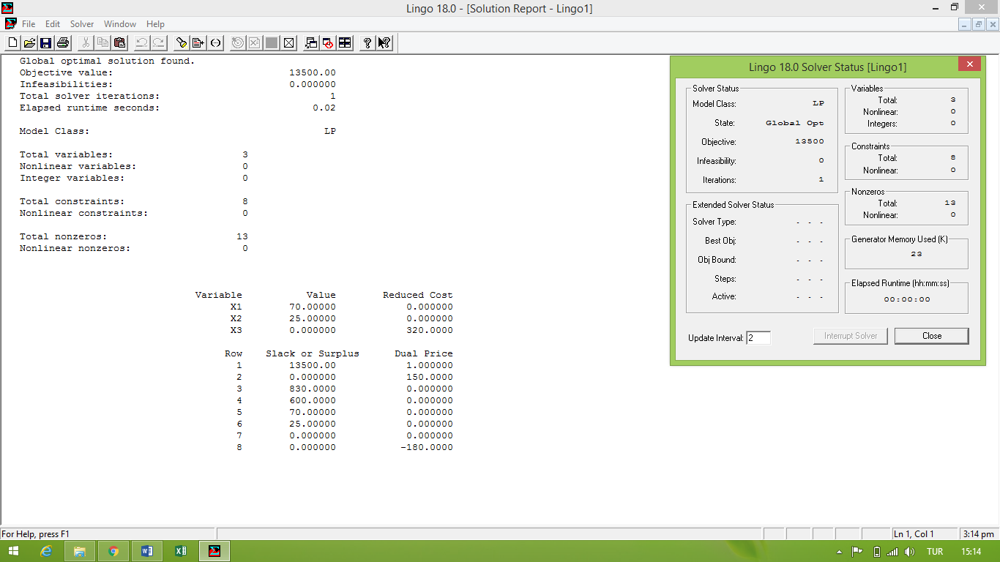 Lingo 18.0 - [Solution Report - Lingo1]
File Edit Solver Window Help
Global optimal solution found.
Objective value: 13500.00
Infeasibilities: 0.000000
Total solver iterations: 1
Elapsed runtime seconds: 0.02
Model Class: LP
Total variables: 3
Nonlinear variables: 0
Integer variables: 0
Total constraints: 8
Nonlinear constraints: 0
Total nonzeros: 13
Nonlinear nonzeros: 0
Variable Value Reduced Cost
X1 70.00000 0.000000
X2 25.00000 0.000000
X3 0.000000 320.0000
Row Slack or Surplus Dual Price
1 13500.00 1.000000
2 0.000000 150.0000
3 830.0000 0.000000
4 600.0000 0.000000
5 70.00000 0.000000
6 25.00000 0.000000
7 0.000000 0.000000
8 0.000000 -180.0000
Lingo 18.0 Solver Status [Lingo1]
Solver Status
Model Class: LP
State: Global Opt
Objective: 13500
Infeasibility: 0
Iterations: 1
Extended Solver Status
Solver Type: - - -
Best Obj: - - -
Obj Bound: - - -
Steps: - - -
Active: - - -
Variables
Total: 3
Nonlinear: 0
Integers: 0
Constraints
Total: 8
Nonlinear: 0
Nonzeros
Total: 13
Nonlinear: 0
Generator Memory Used (K)
23
Elapsed Runtime (hh:mm:ss)
00:00:00
Update Interval: 2 Interrupt Solver Close
For Help, press F1 Ln 1, Col 1 3:14 pm
TUR 15:14